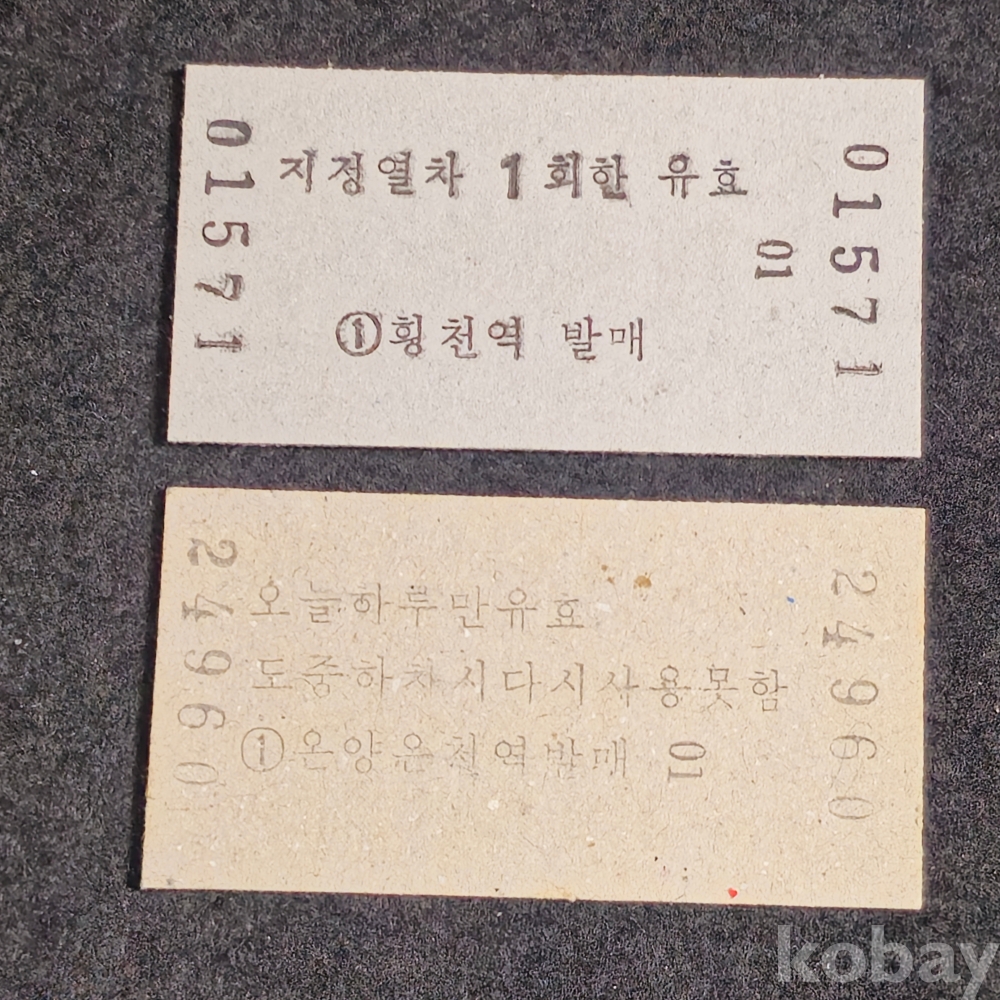 01571
지정열차 1회한 유효
01
①횡천역 발매
01571
24960
오늘하루만유효
도중하차시다시사용못함
①온양온천역발매 01
24960
kobay